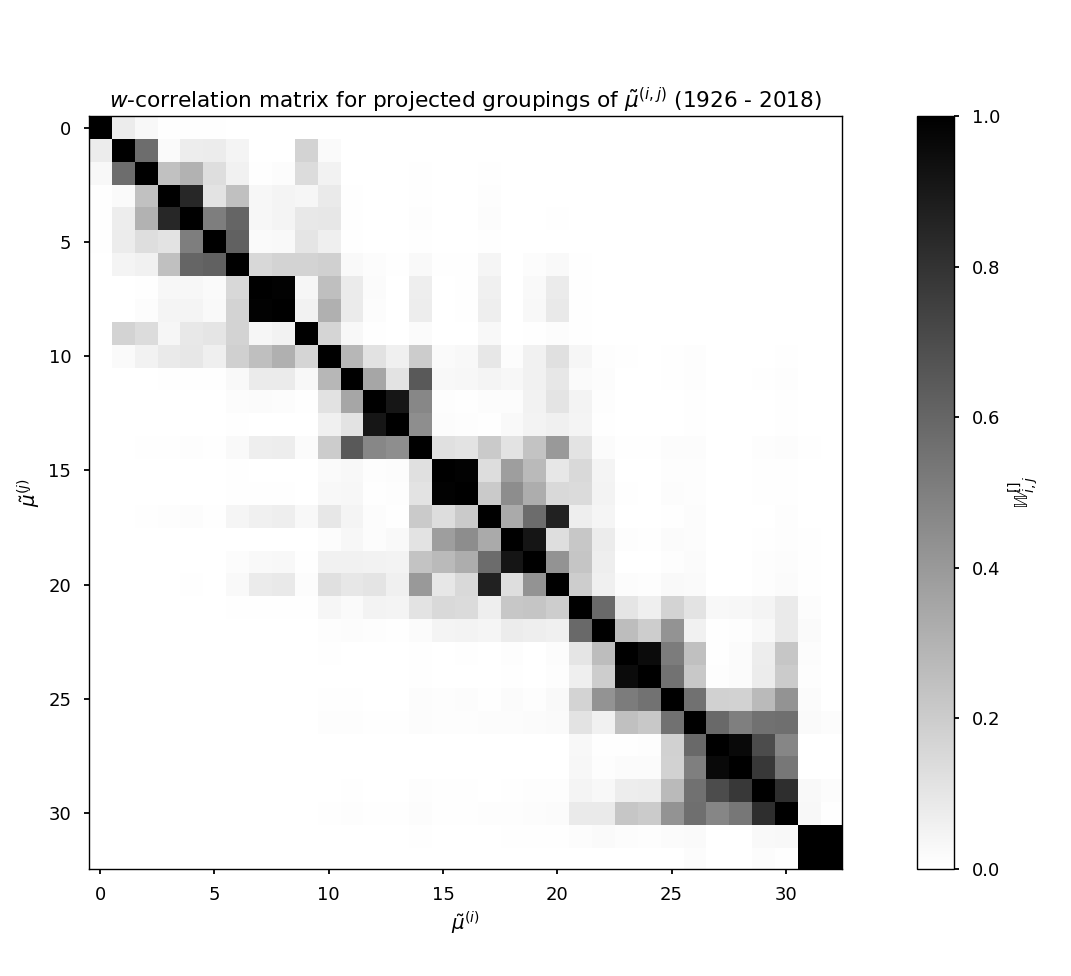 w-correlation matrix for projected groupings of μ̃^(i,j) (1926 - 2018)
0
5
10
15
20
25
30
μ̃^(j)
0 5 10 15 20 25 30
μ̃^(i)
1.0
0.8
0.6
0.4
0.2
0.0
𝕎^[]_i,j